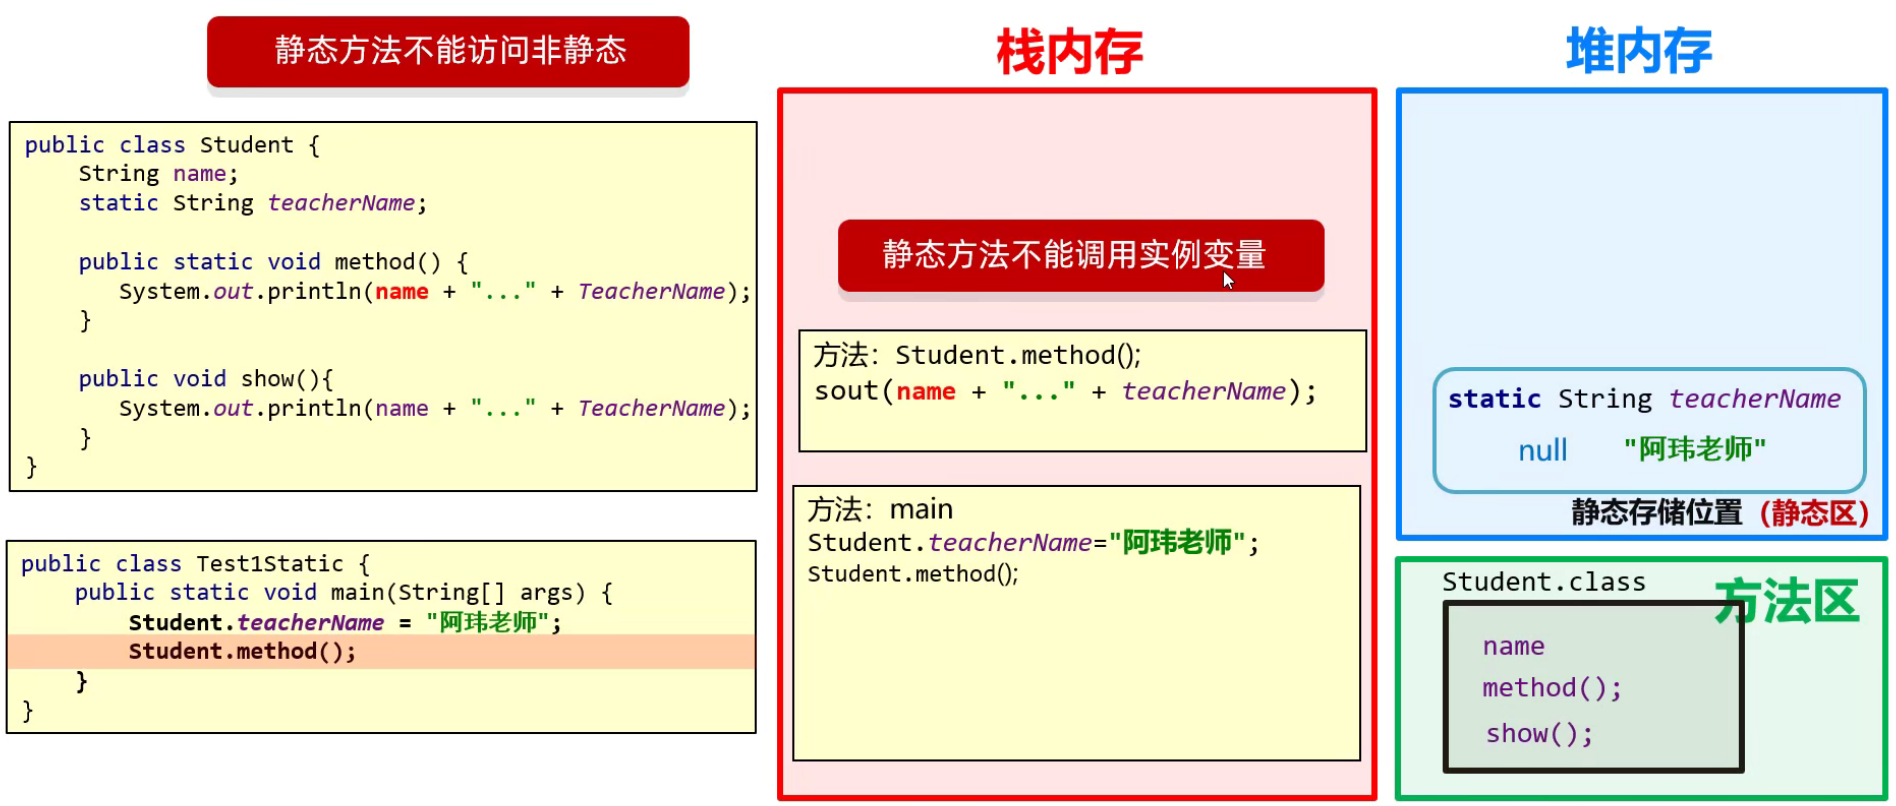 静态方法不能访问非静态
public class Student {
String name;
static String teacherName;
public static void method() {
System.out.println(name + "..." + TeacherName);
}
public void show(){
System.out.println(name + "..." + TeacherName);
}
}
public class Test1Static {
public static void main(String[] args) {
Student.teacherName = "阿玮老师";
Student.method();
}
}
栈内存
静态方法不能调用实例变量
方法：Student.method();
sout(name + "..." + teacherName);
方法：main
Student.teacherName="阿玮老师";
Student.method();
堆内存
static String teacherName
null "阿玮老师"
静态存储位置（静态区）
Student.class
方法区
name
method();
show();